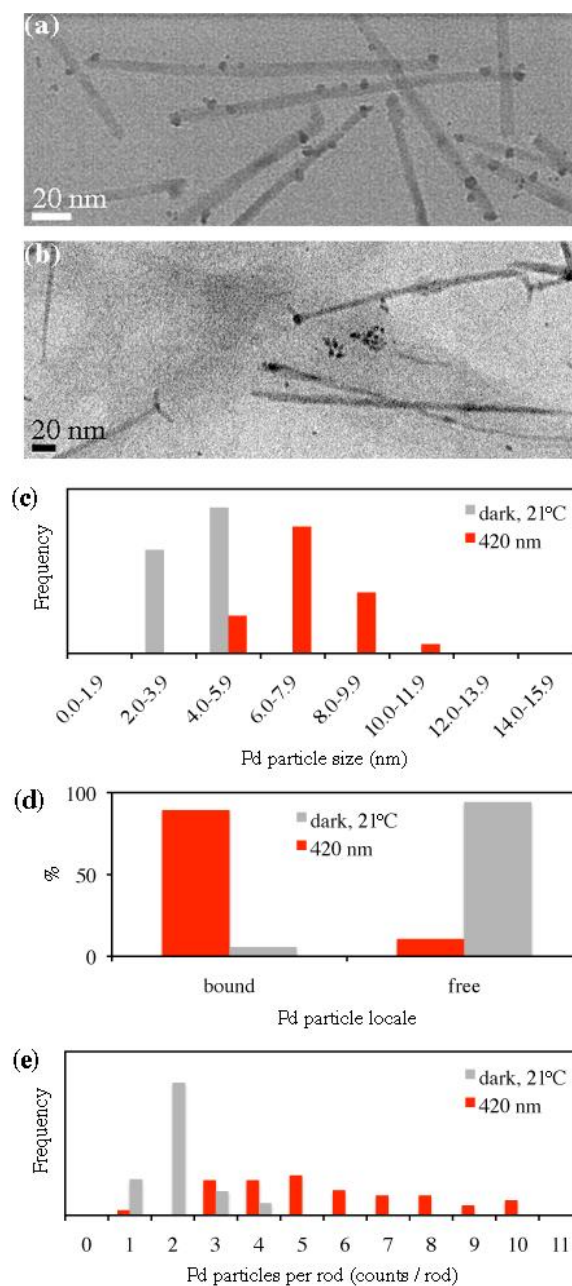 (a)
20 nm
(b)
20 nm
(c)
Frequency
dark, 21°C
420 nm
0.0-1.9
2.0-3.9
4.0-5.9
6.0-7.9
8.0-9.9
10.0-11.9
12.0-13.9
14.0-15.9
Pd particle size (nm)
(d)
100
50
0
%
dark, 21°C
420 nm
bound free
Pd particle locale
(e)
Frequency
dark, 21°C
420 nm
0 1 2 3 4 5 6 7 8 9 10 11
Pd particles per rod (counts / rod)